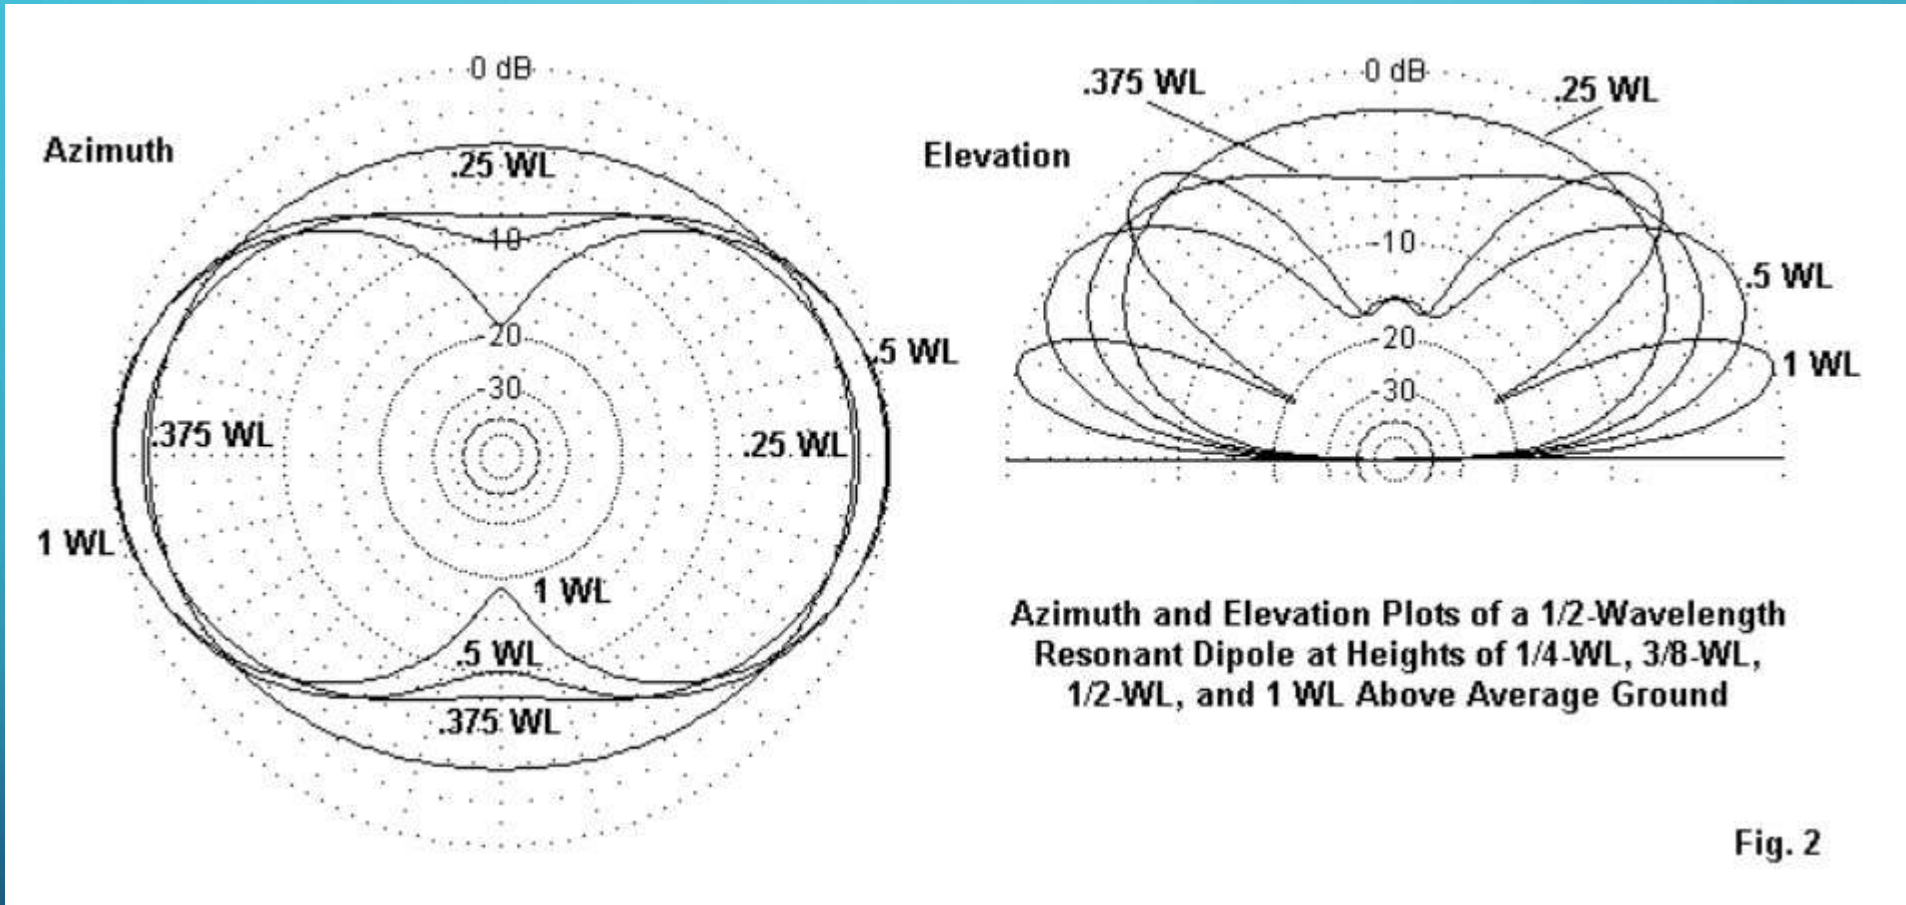 Azimuth
0 dB
.25 WL
-10
-20
-30
.5 WL
.375 WL
.25 WL
1 WL
1 WL
.5 WL
.375 WL
Elevation
.375 WL
0 dB
.25 WL
-10
-20
-30
.5 WL
1 WL
Azimuth and Elevation Plots of a 1/2-Wavelength
Resonant Dipole at Heights of 1/4-WL, 3/8-WL,
1/2-WL, and 1 WL Above Average Ground
Fig. 2